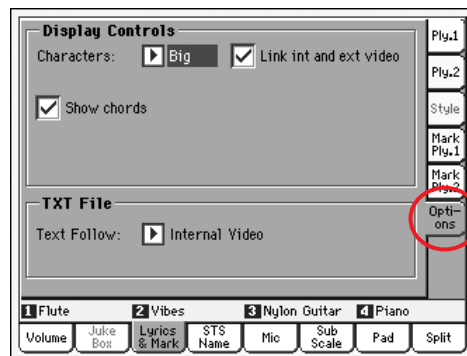 Display Controls
Characters: Big Link int and ext video
Show chords
TXT File
Text Follow: Internal Video
Ply.1
Ply.2
Style
Mark
Ply.1
Mark
Ply.2
Opti-
ons
1 Flute 2 Vibes 3 Nylon Guitar 4 Piano
Volume
Juke
Box
Lyrics
& Mark
STS
Name
Mic
Sub
Scale
Pad
Split